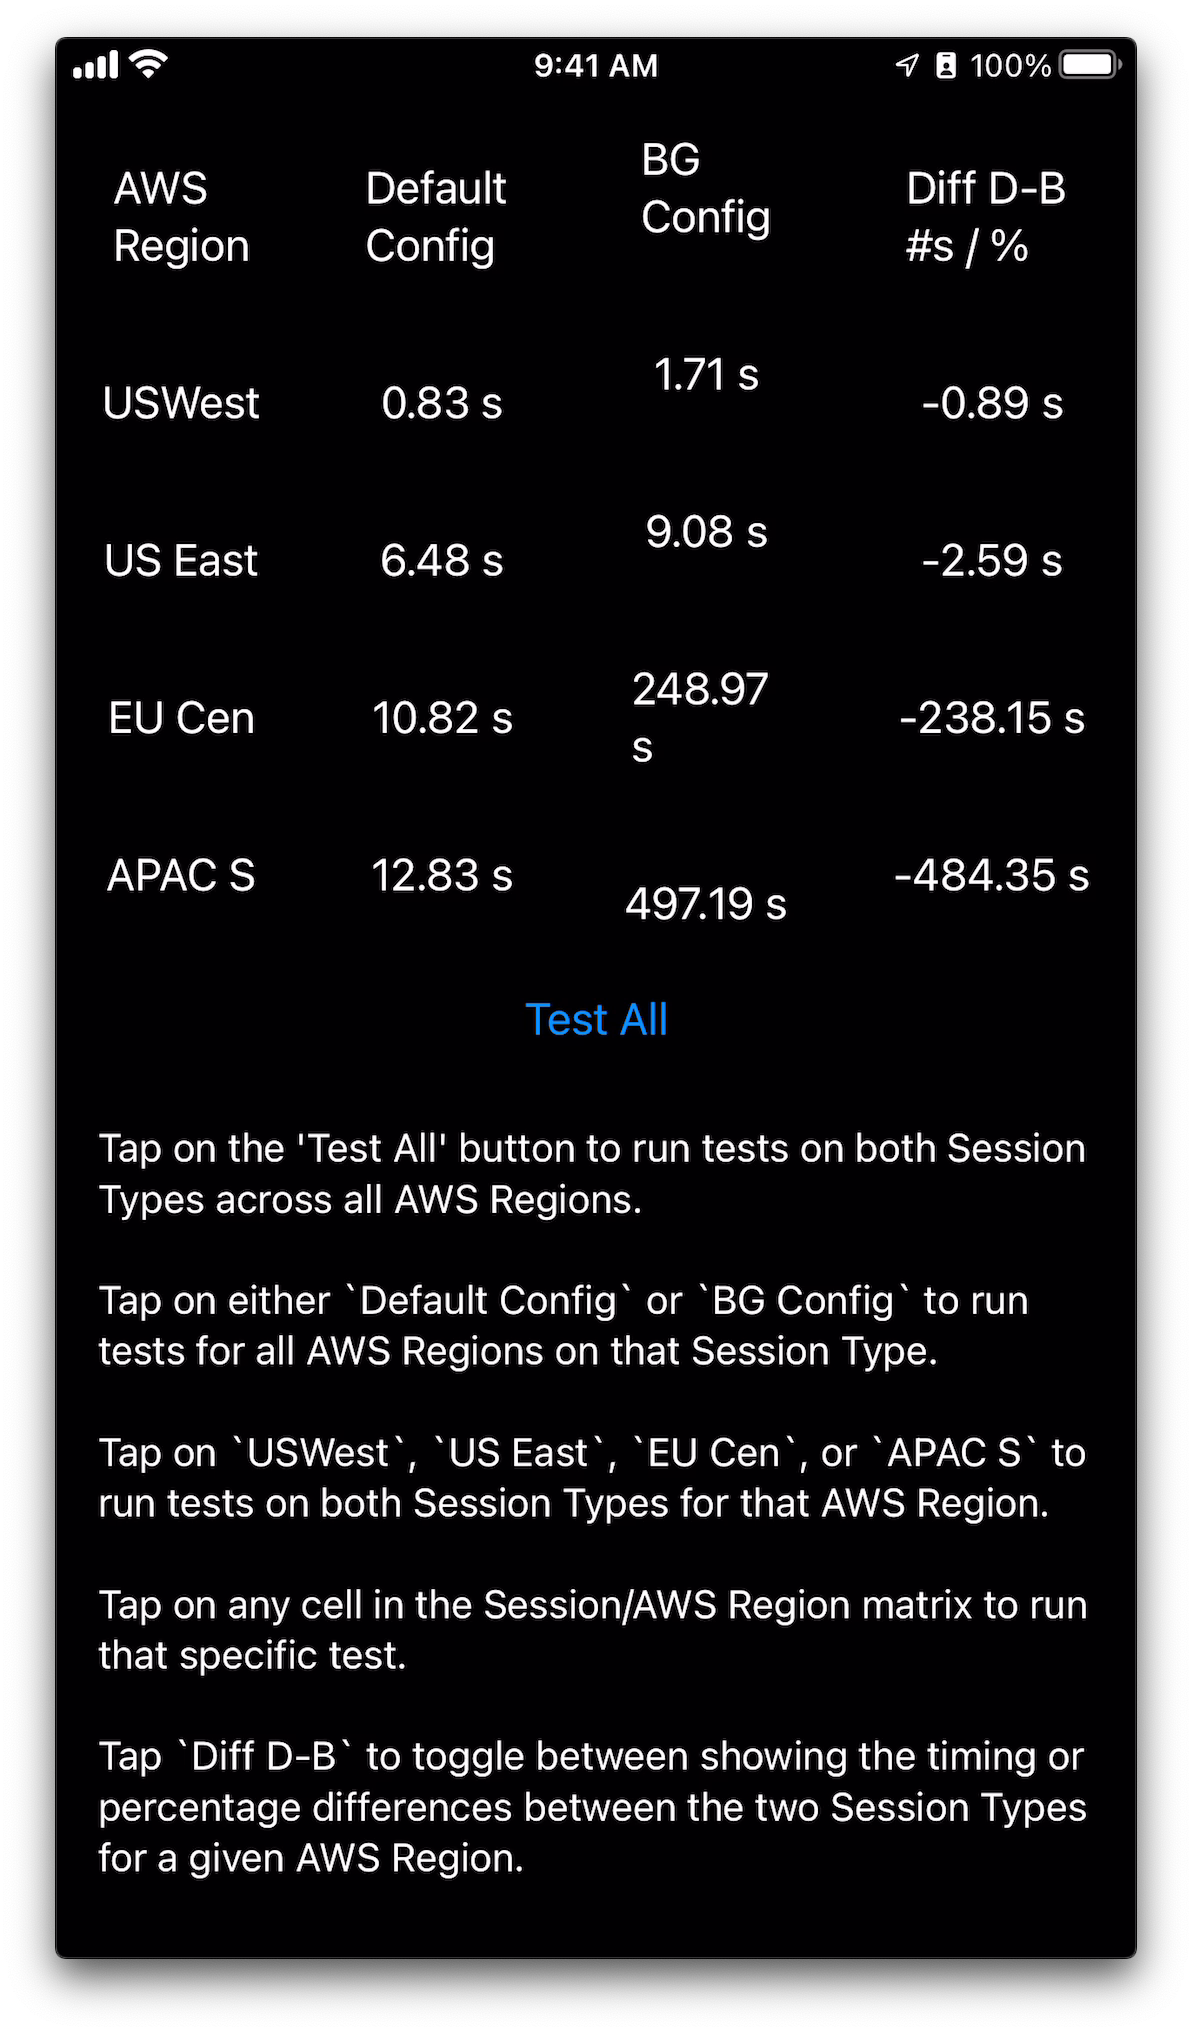 9:41 AM
100%
AWS
Region
Default
Config
BG
Config
Diff D-B
#s / %
USWest
0.83 s
1.71 s
-0.89 s
US East
6.48 s
9.08 s
-2.59 s
EU Cen
10.82 s
248.97
s
-238.15 s
APAC S
12.83 s
497.19 s
-484.35 s
Test All
Tap on the 'Test All' button to run tests on both Session
Types across all AWS Regions.
Tap on either `Default Config` or `BG Config` to run
tests for all AWS Regions on that Session Type.
Tap on `USWest`, `US East`, `EU Cen`, or `APAC S` to
run tests on both Session Types for that AWS Region.
Tap on any cell in the Session/AWS Region matrix to run
that specific test.
Tap `Diff D-B` to toggle between showing the timing or
percentage differences between the two Session Types
for a given AWS Region.